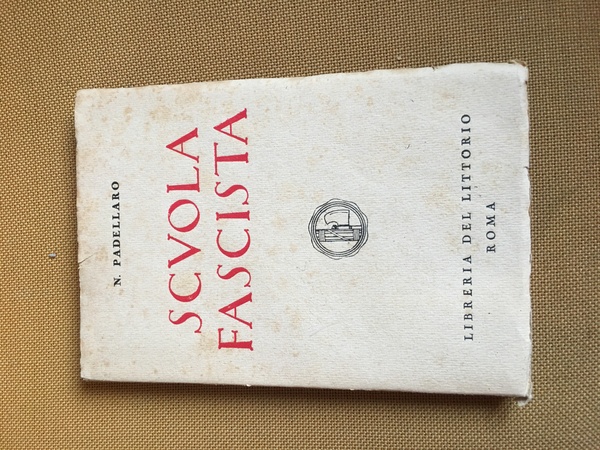 N. PADELLARO
SCVOLA
FASCISTA
LIBRERIA DEL LITTORIO
ROMA